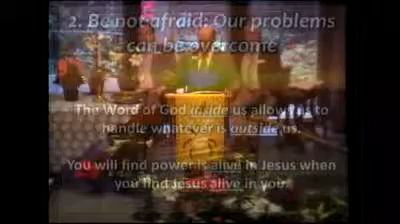 2. Be not afraid: Our problems
can be overcome
The Word of God inside us allows us to
handle whatever is outside us.
You will find power is alive in Jesus when
you find Jesus alive in you.